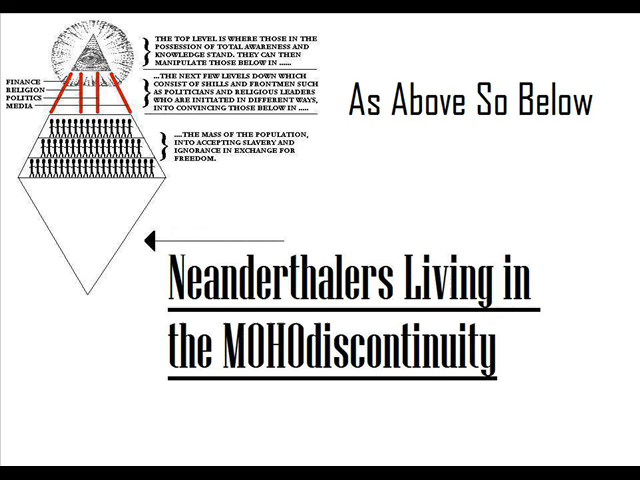 THE TOP LEVEL IS WHERE THOSE IN THE
POSSESSION OF TOTAL AWARENESS AND
KNOWLEDGE STAND. THEY CAN THEN
MANIPULATE THOSE BELOW IN ......
...THE NEXT FEW LEVELS DOWN WHICH
CONSIST OF SHILLS AND FRONTMEN SUCH
AS POLITICIANS AND RELIGIOUS LEADERS
WHO ARE INITIATED IN DIFFERENT WAYS,
INTO CONVINCING THOSE BELOW IN .....
FINANCE
RELIGION
POLITICS
MEDIA
As Above So Below
....THE MASS OF THE POPULATION,
INTO ACCEPTING SLAVERY AND
IGNORANCE IN EXCHANGE FOR
FREEDOM.
Neanderthalers Living in
the MOHOdiscontinuity